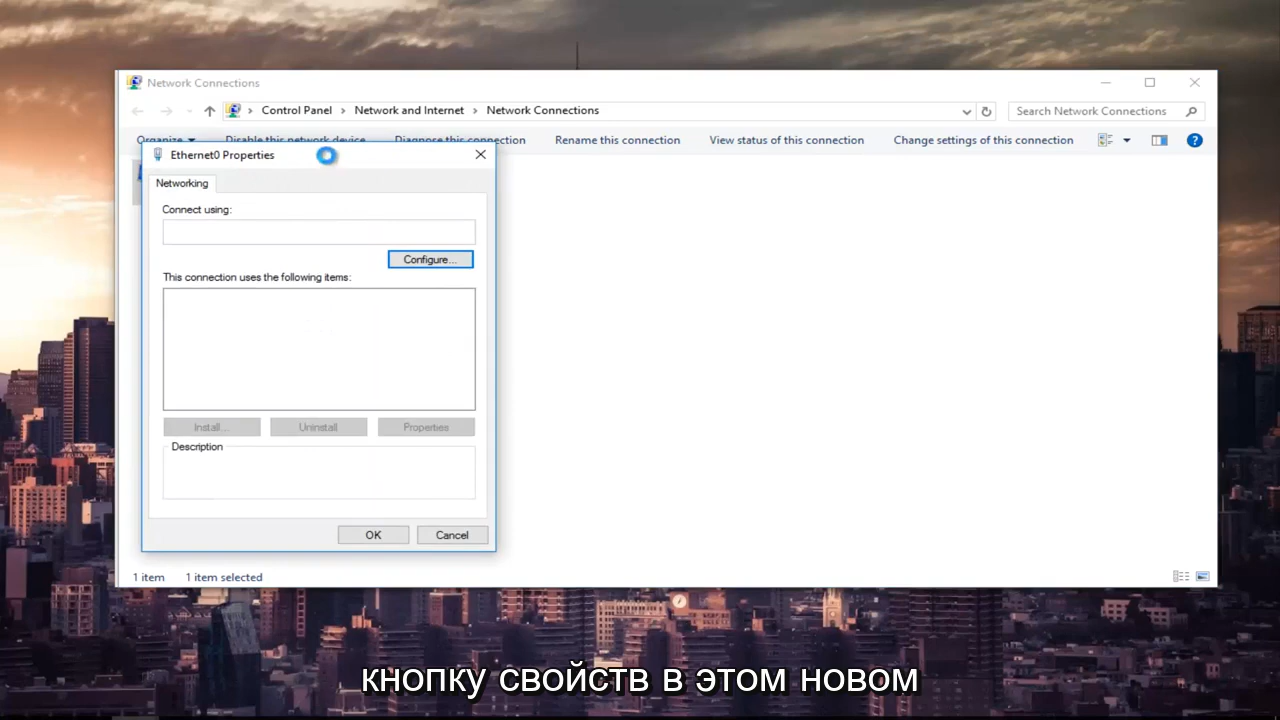 Network Connections
Control Panel > Network and Internet > Network Connections
Search Network Connections
Organize Disable this network device Diagnose this connection Rename this connection View status of this connection Change settings of this connection
Ethernet0 Properties
Networking
Connect using:
Configure...
This connection uses the following items:
Install... Uninstall Properties
Description
OK Cancel
1 item 1 item selected
кнопку свойств в этом новом